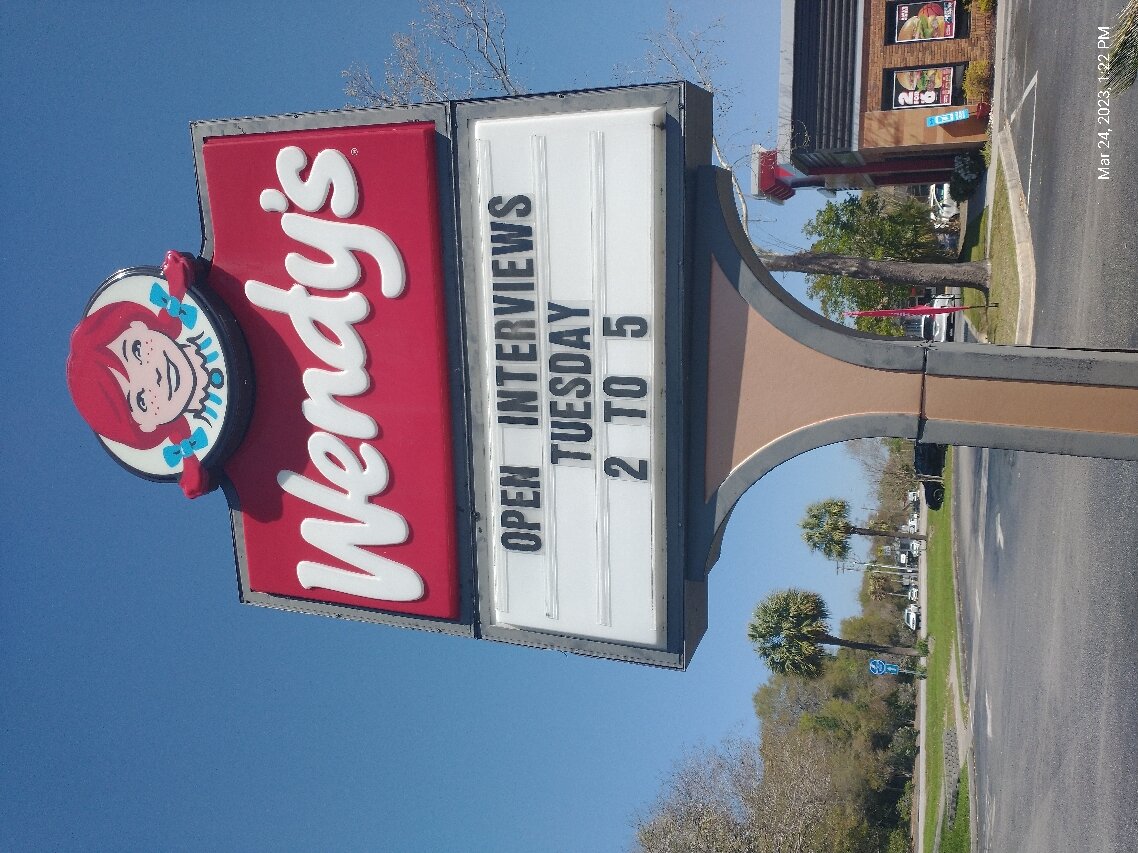 Wendy's®
OPEN INTERVIEWS
TUESDAY
2 TO 5
Mar 24, 2023, 1:22 PM